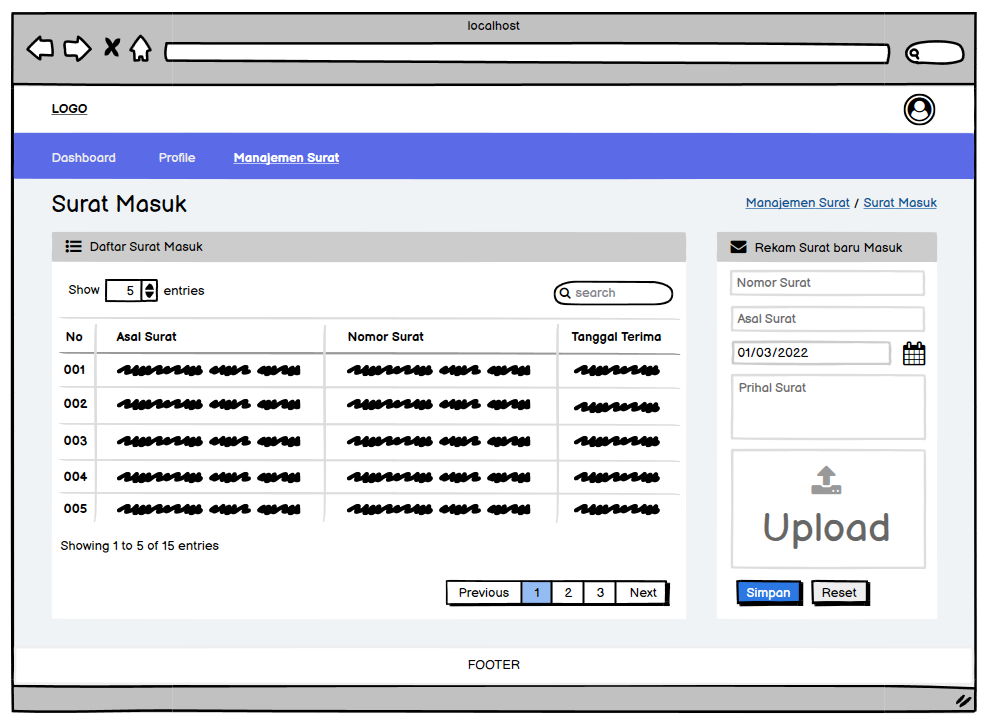 localhost
LOGO
Dashboard Profile Manajemen Surat
Surat Masuk
Manajemen Surat / Surat Masuk
Daftar Surat Masuk
Show 5 entries
search
No Asal Surat Nomor Surat Tanggal Terima
001
002
003
004
005
Showing 1 to 5 of 15 entries
Previous 1 2 3 Next
Rekam Surat baru Masuk
Nomor Surat
Asal Surat
01/03/2022
Prihal Surat
Upload
Simpan Reset
FOOTER